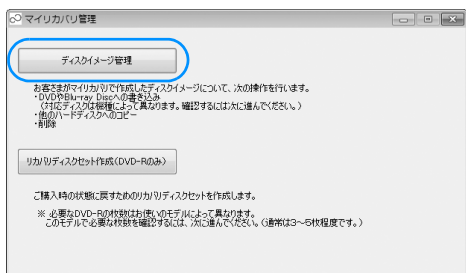 マイリカバリ管理
ディスクイメージ管理
お客さまがマイリカバリで作成したディスクイメージについて、次の操作を行います。
・DVDやBlu-ray Discへの書き込み
（対応ディスクは機種によって異なります。確認するには次に進んでください。）
・他のハードディスクへのコピー
・削除
リカバリディスクセット作成(DVD-Rのみ)
ご購入時の状態に戻すためのリカバリディスクセットを作成します。
※ 必要なDVD-Rの枚数はお使いのモデルによって異なります。
このモデルで必要な枚数を確認するには、次に進んでください。（通常は3～5枚程度です。）